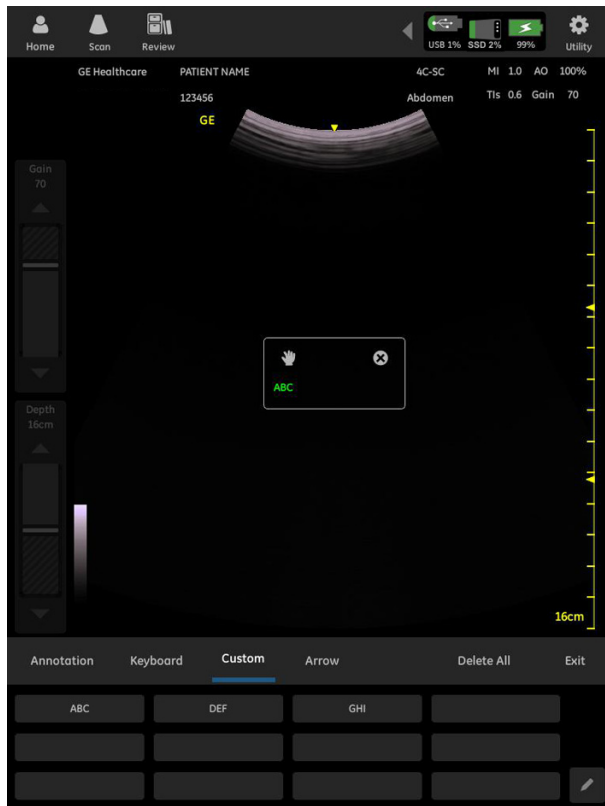 Home Scan Review USB 1% SSD 2% 99% Utility
GE Healthcare PATIENT NAME 4C-SC MI 1.0 AO 100%
123456 Abdomen TIs 0.6 Gain 70
GE
Gain
70
ABC
Depth
16cm
16cm
Annotation Keyboard Custom Arrow Delete All Exit
ABC DEF GHI